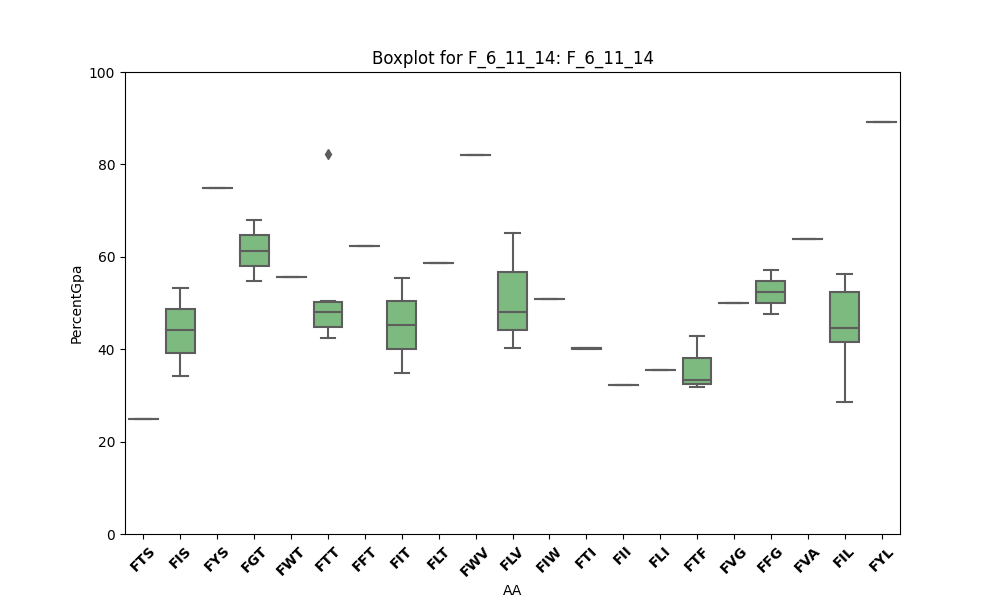 Boxplot for F_6_11_14: F_6_11_14
100
80
60
40
20
0
PercentGpa
FTS FIS FYS FGT FWT FTT FFT FIT FLT FWV FLV FIW FTI FII FLI FTF FVG FFG FVA FIL FYL
AA